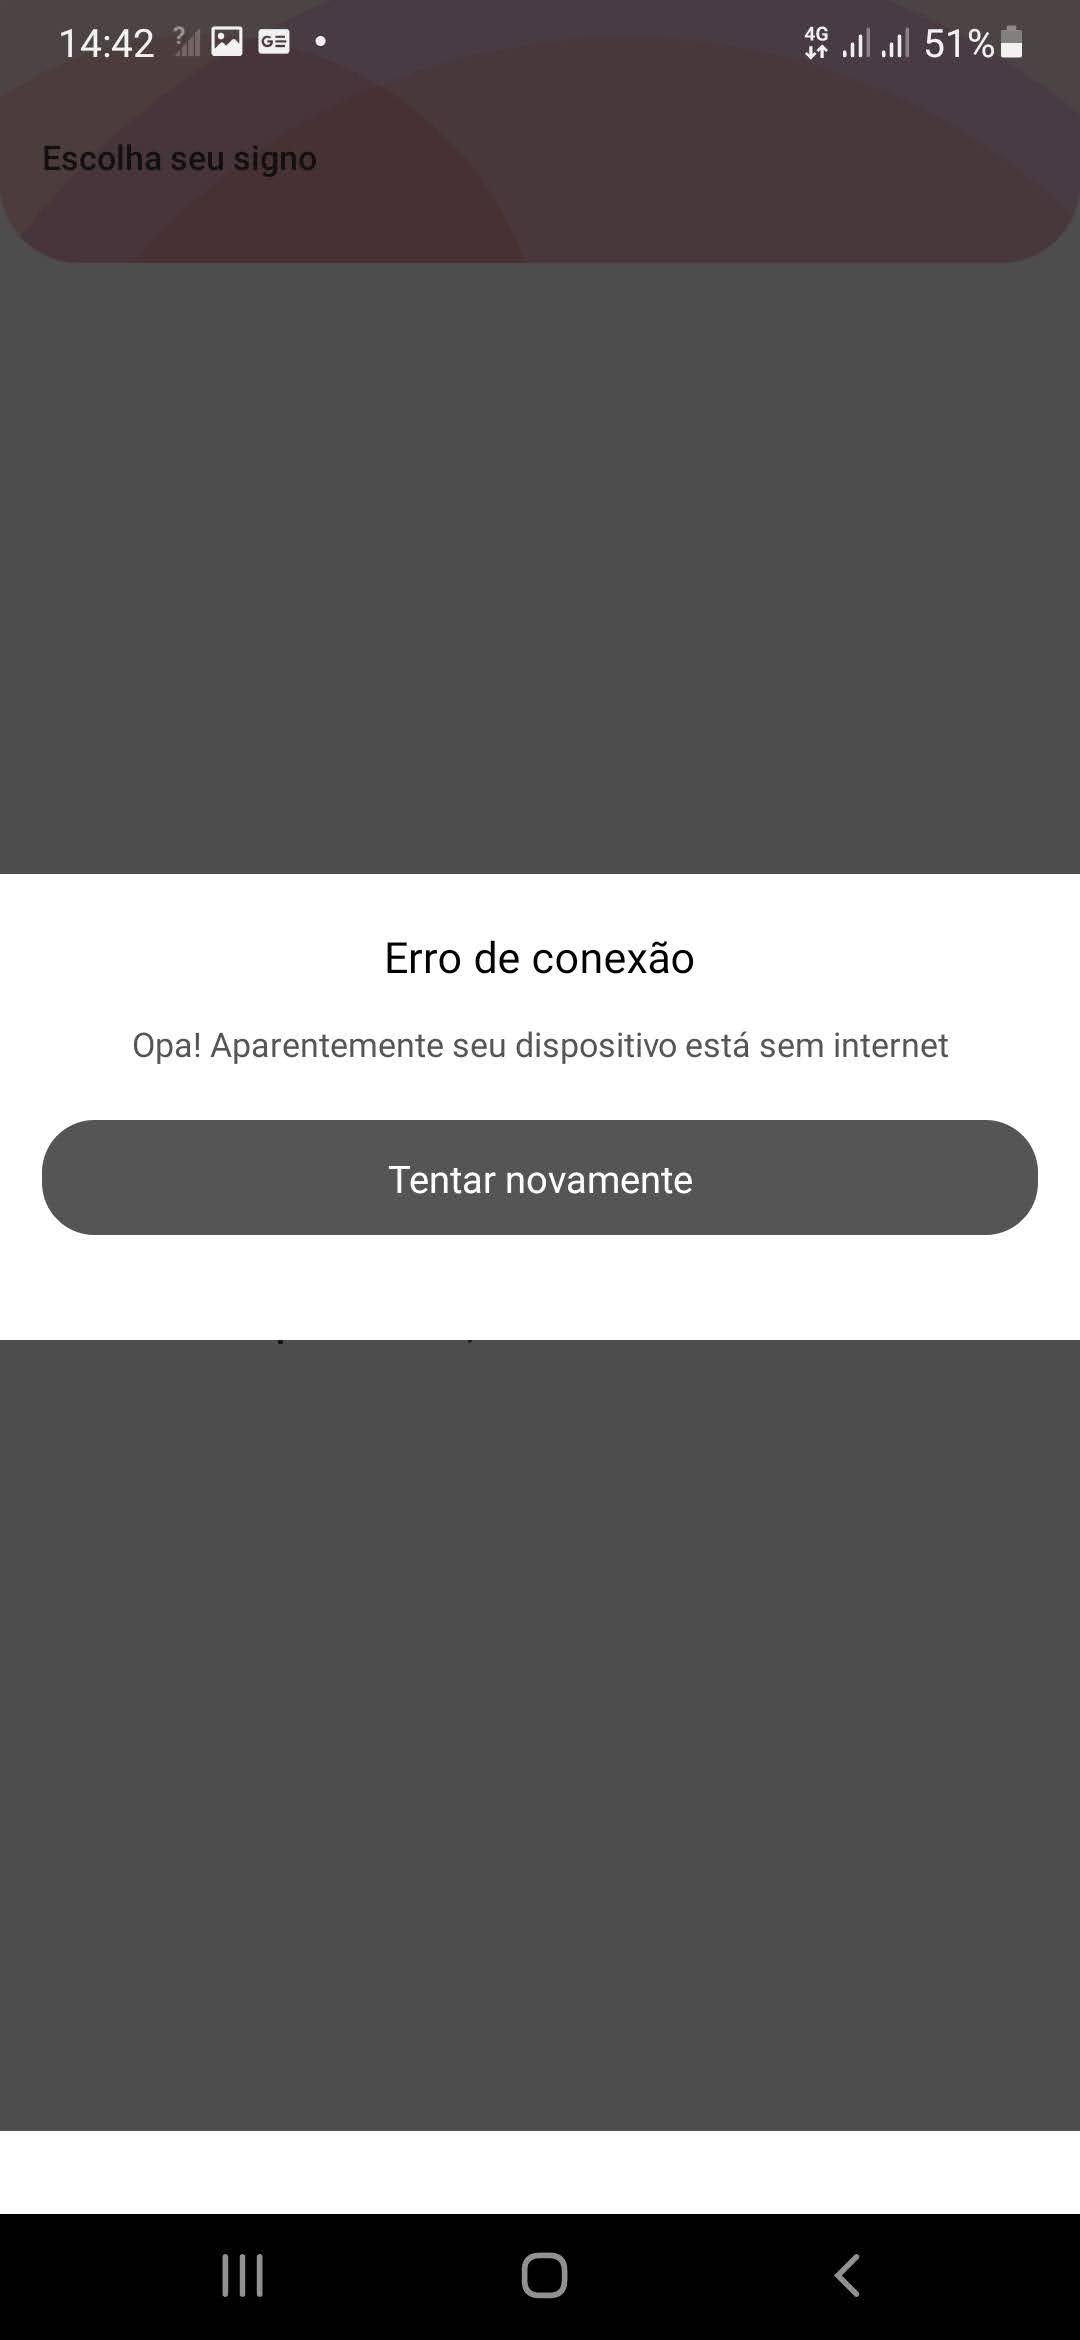 14:42
4G
51%
Escolha seu signo
Erro de conexão
Opa! Aparentemente seu dispositivo está sem internet
Tentar novamente